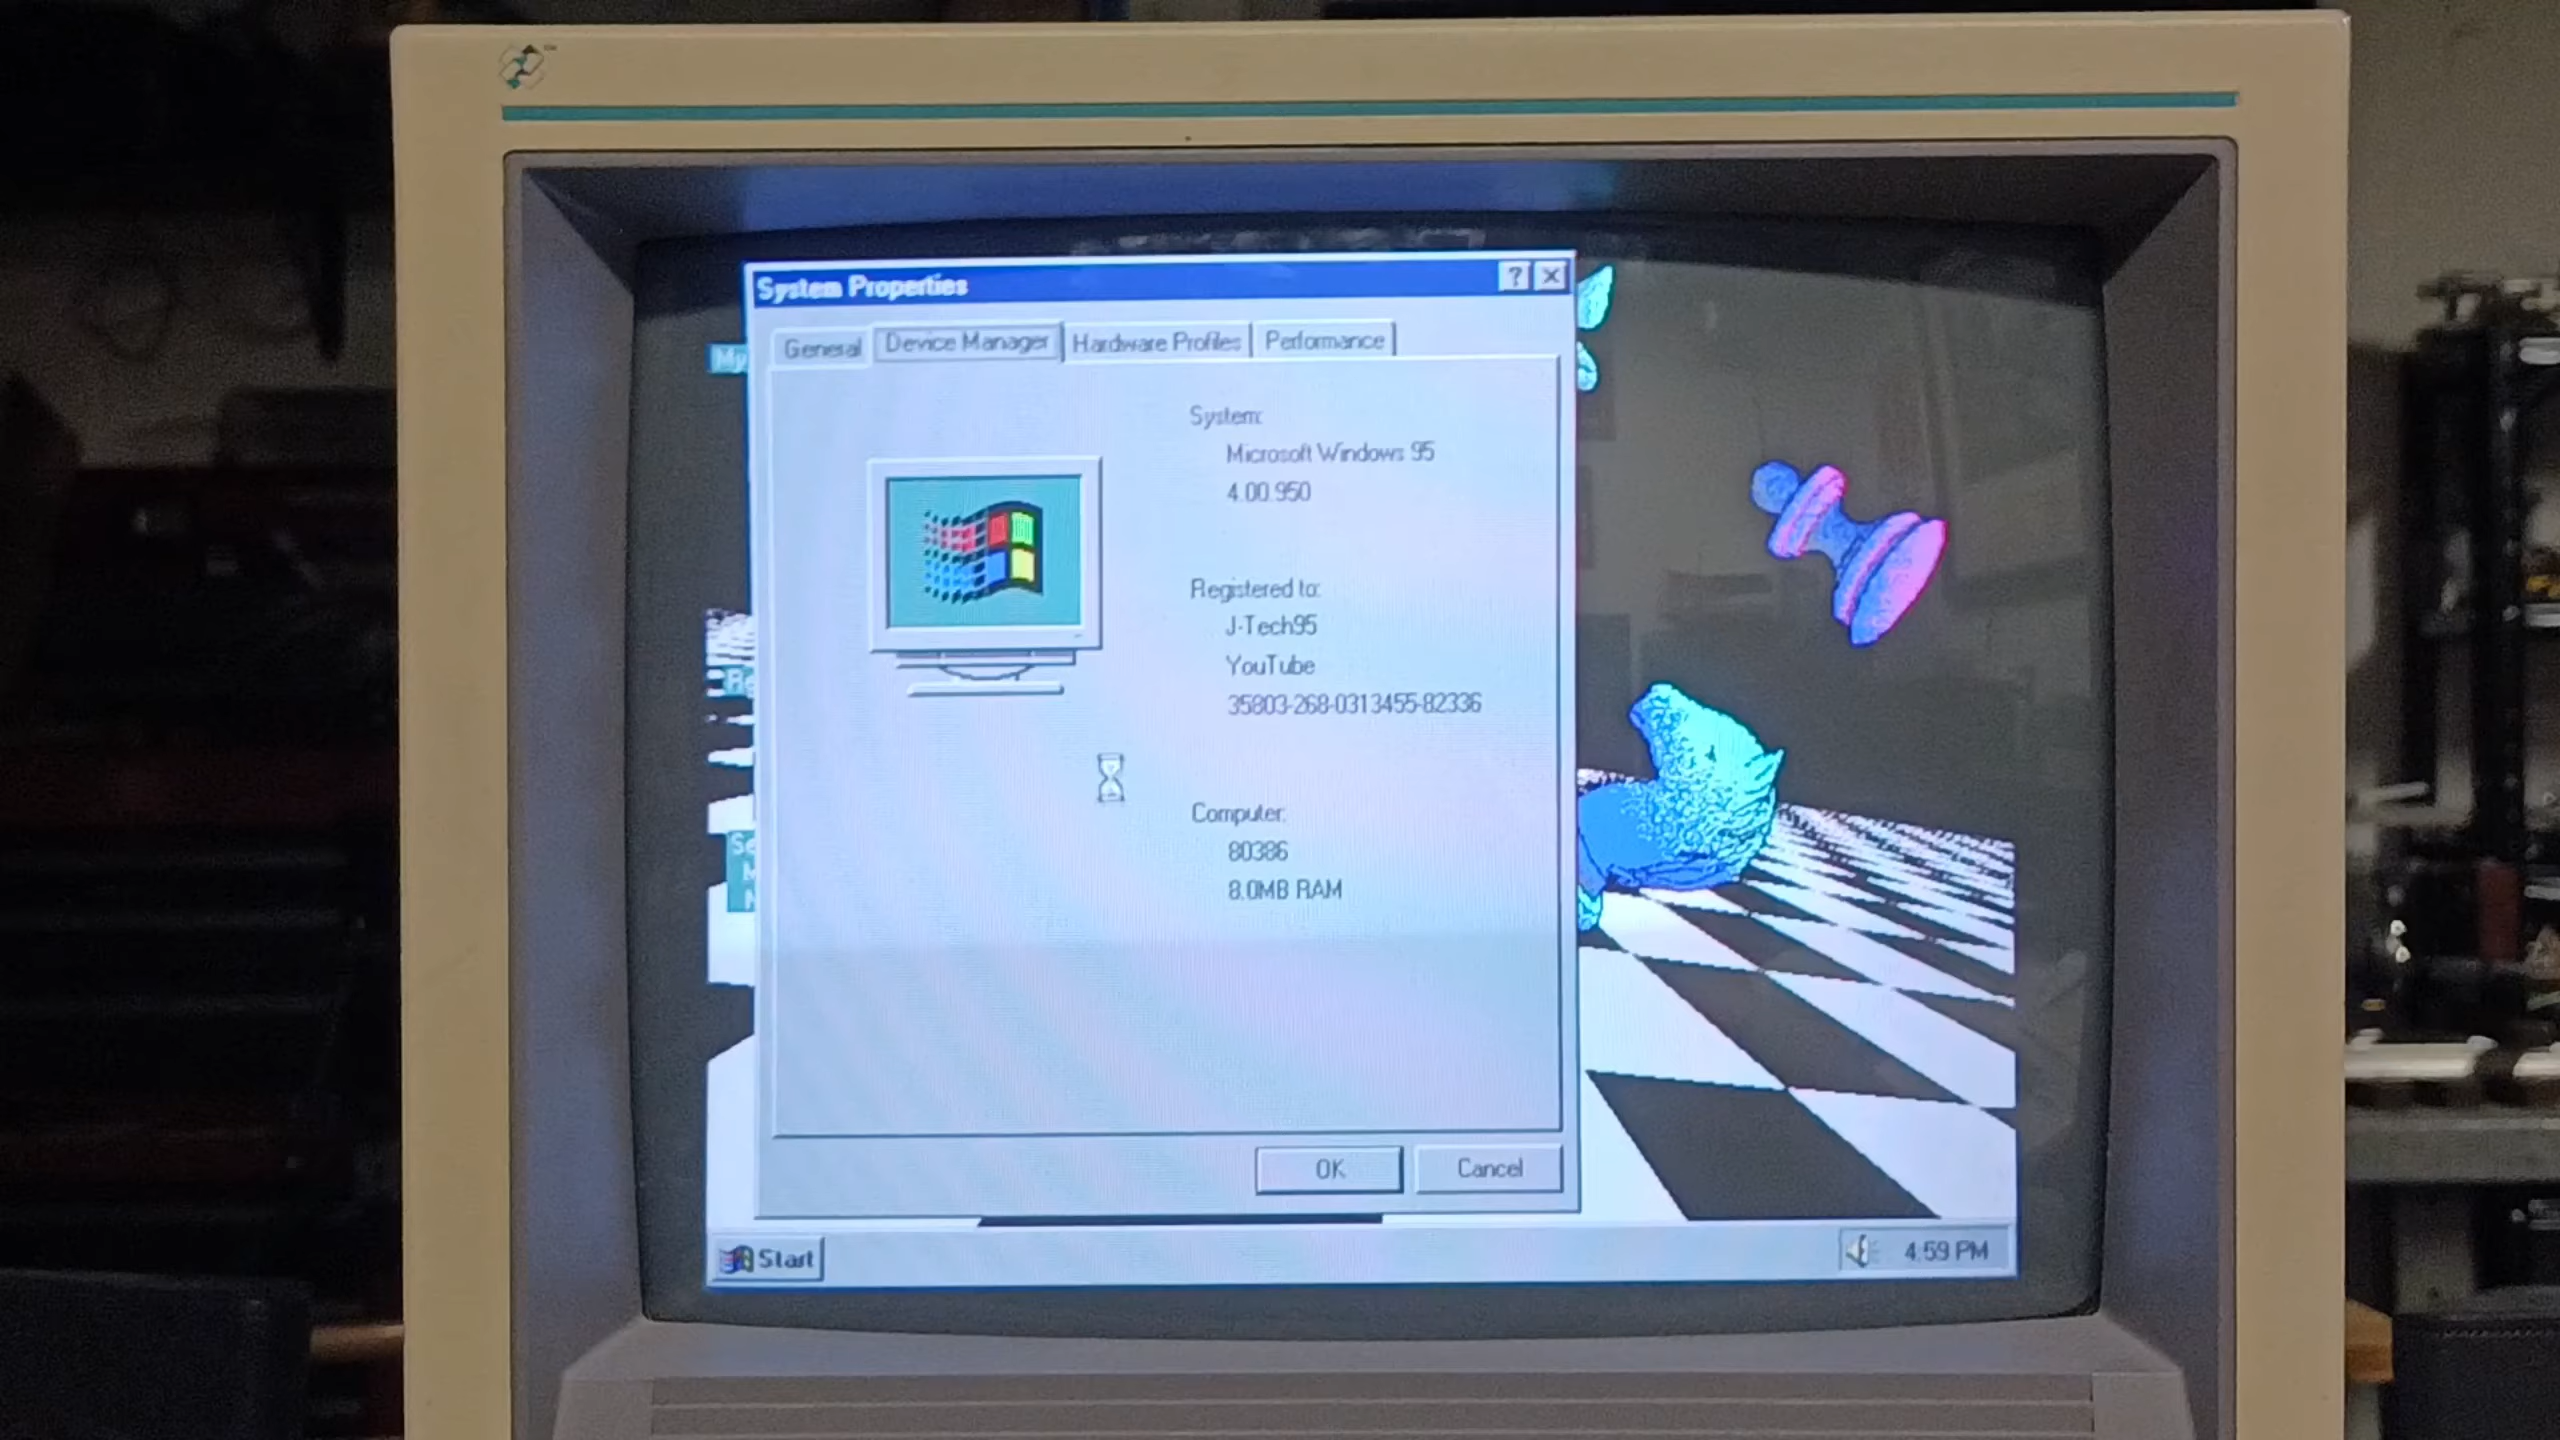 System Properties
General
Device Manager
Hardware Profiles
Performance
My
System:
Microsoft Windows 95
4.00.950
Registered to:
J-Tech95
YouTube
35803-268-0313455-82336
Computer:
80386
8.0MB RAM
OK
Cancel
Start
4:59 PM